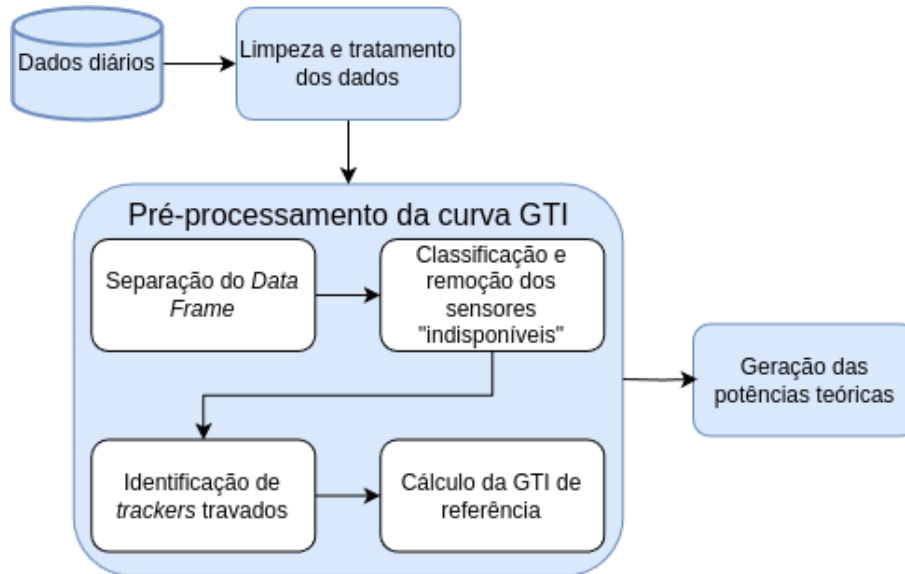 Dados diários
Limpeza e tratamento
dos dados
Pré-processamento da curva GTI
Separação do Data
Frame
Classificação e
remoção dos
sensores
"indisponíveis"
Identificação de
trackers travados
Cálculo da GTI de
referência
Geração das
potências teóricas